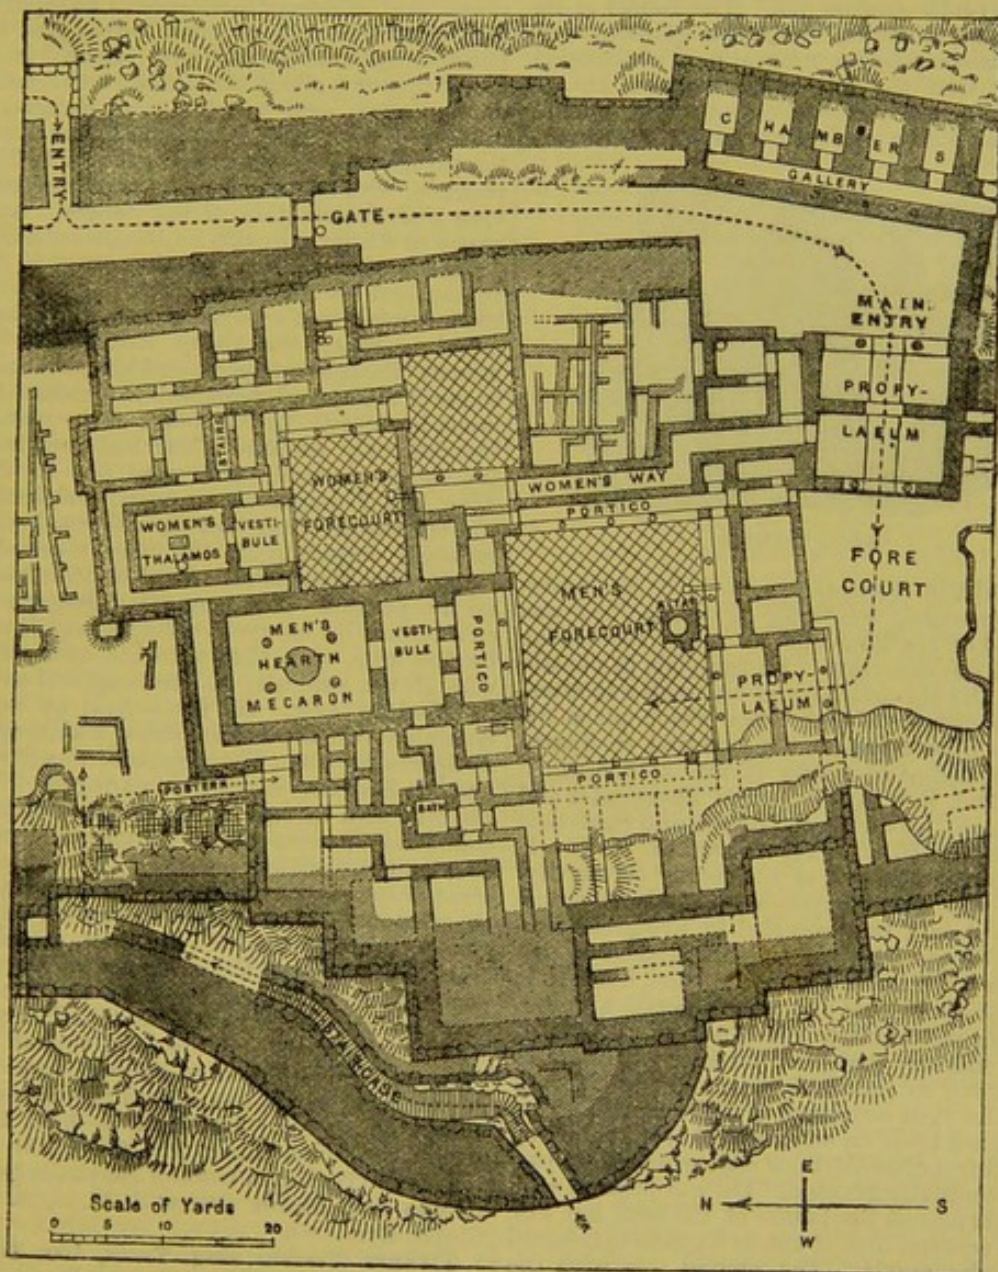 CHAMBERS
GALLERY
ENTRY
GATE
MAIN
ENTRY
PROPY-
LAEUM
WOMEN'S
FORECOURT
WOMEN'S WAY
PORTICO
WOMEN'S
THALAMOS
VESTI-
BULE
FORE
COURT
MEN'S
FORECOURT
ALTAR
MEN'S
HEARTH
MECARON
VESTI-
BULE
PORTICO
PROPY-
LAEUM
PORTICO
POSTERN
BATH
STAIRCASE
Scale of Yards
0 5 10 20
E
N S
W